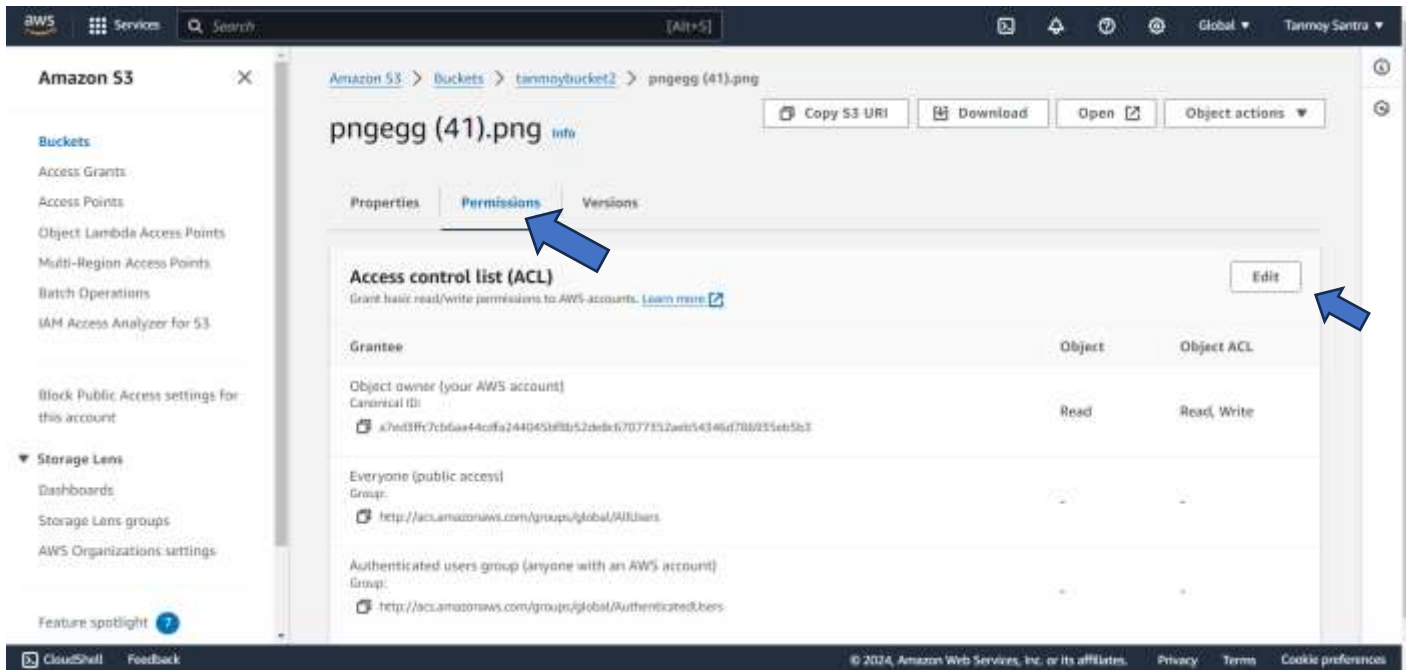 aws
Services
Search
[Alt+S]
Global
Tanmoy Santra
Amazon S3
Buckets
Access Grants
Access Points
Object Lambda Access Points
Multi-Region Access Points
Batch Operations
IAM Access Analyzer for S3
Block Public Access settings for
this account
Storage Lens
Dashboards
Storage Lens groups
AWS Organizations settings
Feature spotlight 7
Amazon S3 > Buckets > tanmoybucket2 > pngegg (41).png
pngegg (41).png Info
Copy S3 URI
Download
Open
Object actions
Properties
Permissions
Versions
Access control list (ACL)
Grant basic read/write permissions to AWS accounts. Learn more
Edit
Grantee Object Object ACL
Object owner (your AWS account)
Canonical ID:
Read Read, Write
Everyone (public access)
Group:
http://acs.amazonaws.com/groups/global/AllUsers
- -
Authenticated users group (anyone with an AWS account)
Group:
http://acs.amazonaws.com/groups/global/AuthenticatedUsers
- -
CloudShell Feedback © 2024, Amazon Web Services, Inc. or its affiliates. Privacy Terms Cookie preferences